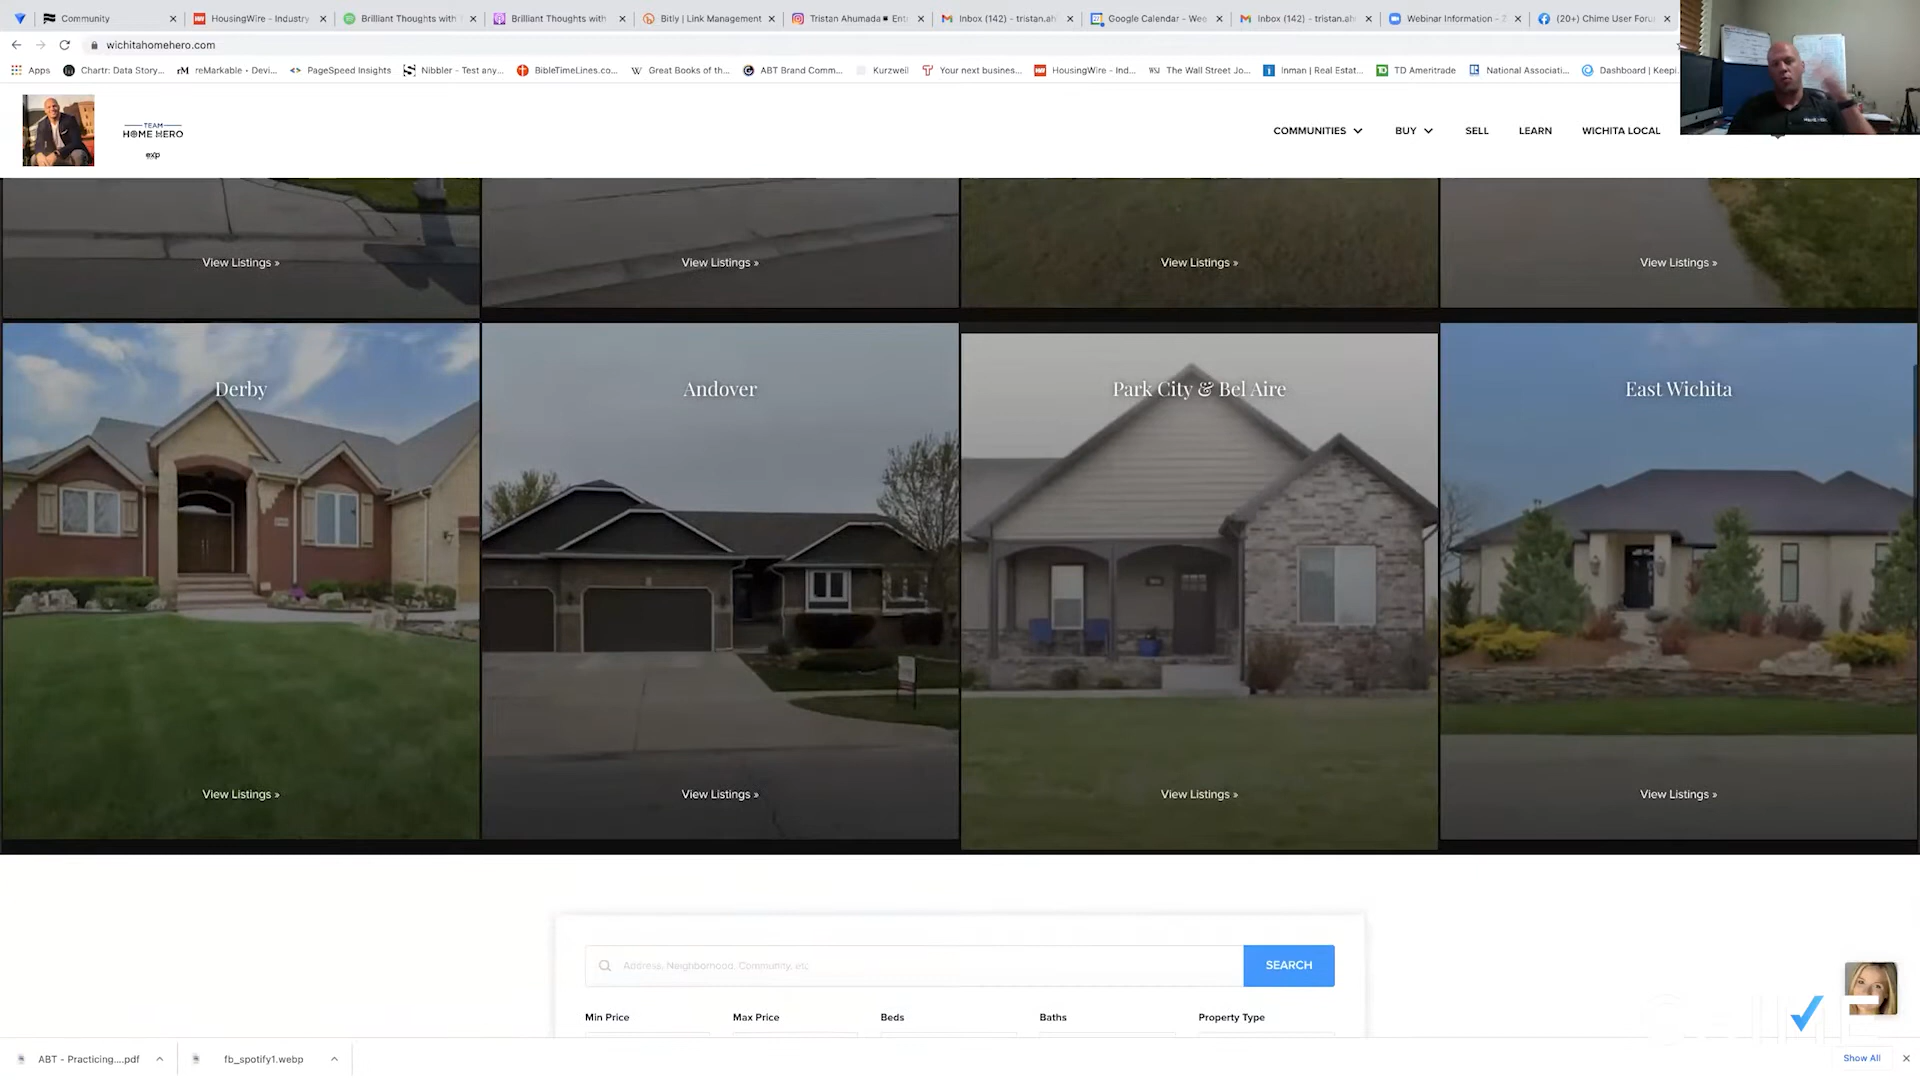 Community
HousingWire - Industry
Brilliant Thoughts with
Brilliant Thoughts with
Bitly | Link Management
Tristan Ahumada
Inbox (142) - tristan.ah
Google Calendar - Wee
Inbox (142) - tristan.ah
Webinar Information -
(20+) Chime User Foru
wichitahomehero.com
Apps
Chartr: Data Story...
reMarkable • Devi...
PageSpeed Insights
Nibbler - Test any...
BibleTimeLines.co...
Great Books of th...
ABT Brand Comm...
Kurzweil
Your next busines...
HousingWire - Ind...
The Wall Street Jo...
Inman | Real Estat...
TD Ameritrade
National Associati...
Dashboard | Keepi...
TEAM
HOME HERO
exp
COMMUNITIES
BUY
SELL
LEARN
WICHITA LOCAL
View Listings »
View Listings »
View Listings »
View Listings »
Derby
Andover
Park City & Bel Aire
East Wichita
View Listings »
View Listings »
View Listings »
View Listings »
Address, Neighborhood, Community, etc
SEARCH
Min Price
Max Price
Beds
Baths
Property Type
ABT - Practicing....pdf
fb_spotify1.webp
Show All